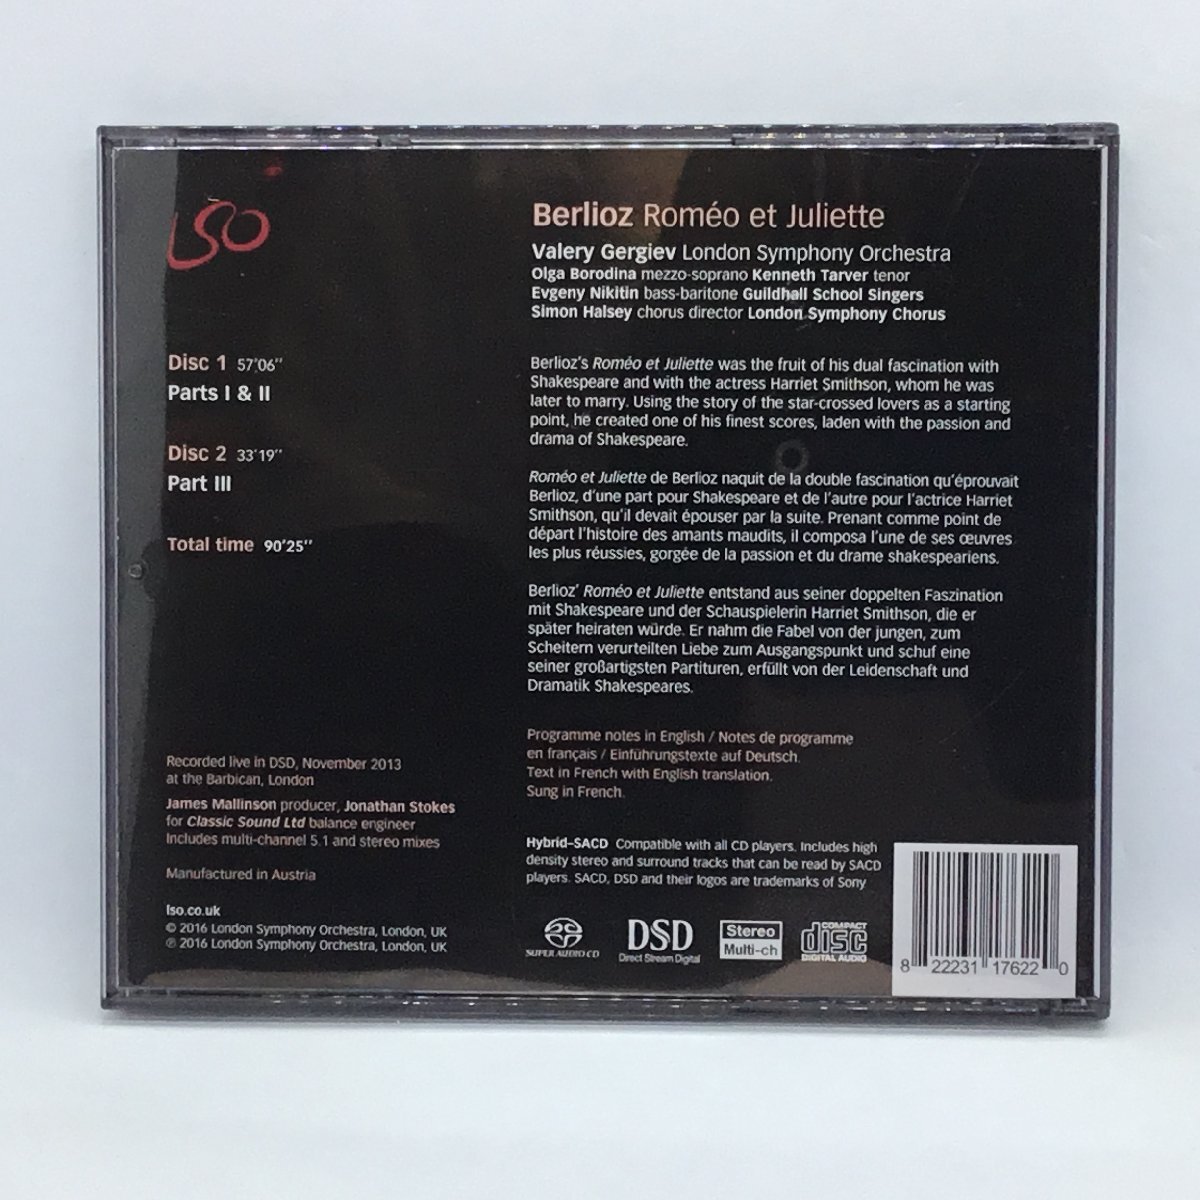 LSO
Berlioz Roméo et Juliette
Valery Gergiev London Symphony Orchestra
Olga Borodina mezzo-soprano Kenneth Tarver tenor
Evgeny Nikitin bass-baritone Guildhall School Singers
Simon Halsey chorus director London Symphony Chorus
Disc 1 57'06"
Parts I & II
Disc 2 33'19"
Part III
Total time 90'25"
Berlioz's Roméo et Juliette was the fruit of his dual fascination with
Shakespeare and with the actress Harriet Smithson, whom he was
later to marry. Using the story of the star-crossed lovers as a starting
point, he created one of his finest scores, laden with the passion and
drama of Shakespeare.
Roméo et Juliette de Berlioz naquit de la double fascination qu'éprouvait
Berlioz, d'une part pour Shakespeare et de l'autre pour l'actrice Harriet
Smithson, qu'il devait épouser par la suite. Prenant comme point de
départ l'histoire des amants maudits, il composa l'une de ses œuvres
les plus réussies, gorgée de la passion et du drame shakespeariens.
Berlioz' Roméo et Juliette entstand aus seiner doppelten Faszination
mit Shakespeare und der Schauspielerin Harriet Smithson, die er
später heiraten würde. Er nahm die Fabel von der jungen, zum
Scheitern verurteilten Liebe zum Ausgangspunkt und schuf eine
seiner großartigsten Partituren, erfüllt von der Leidenschaft und
Dramatik Shakespeares.
Programme notes in English / Notes de programme
en français / Einführungstexte auf Deutsch.
Text in French with English translation.
Sung in French.
Recorded live in DSD, November 2013
at the Barbican, London
James Mallinson producer, Jonathan Stokes
for Classic Sound Ltd balance engineer
Includes multi-channel 5.1 and stereo mixes
Manufactured in Austria
lso.co.uk
© 2016 London Symphony Orchestra, London, UK
℗ 2016 London Symphony Orchestra, London, UK
Hybrid-SACD Compatible with all CD players. Includes high
density stereo and surround tracks that can be read by SACD
players. SACD, DSD and their logos are trademarks of Sony
SUPER AUDIO CD
DSD
Direct Stream Digital
Stereo
Multi-ch
COMPACT
disc
DIGITAL AUDIO
8 22231 17622 0